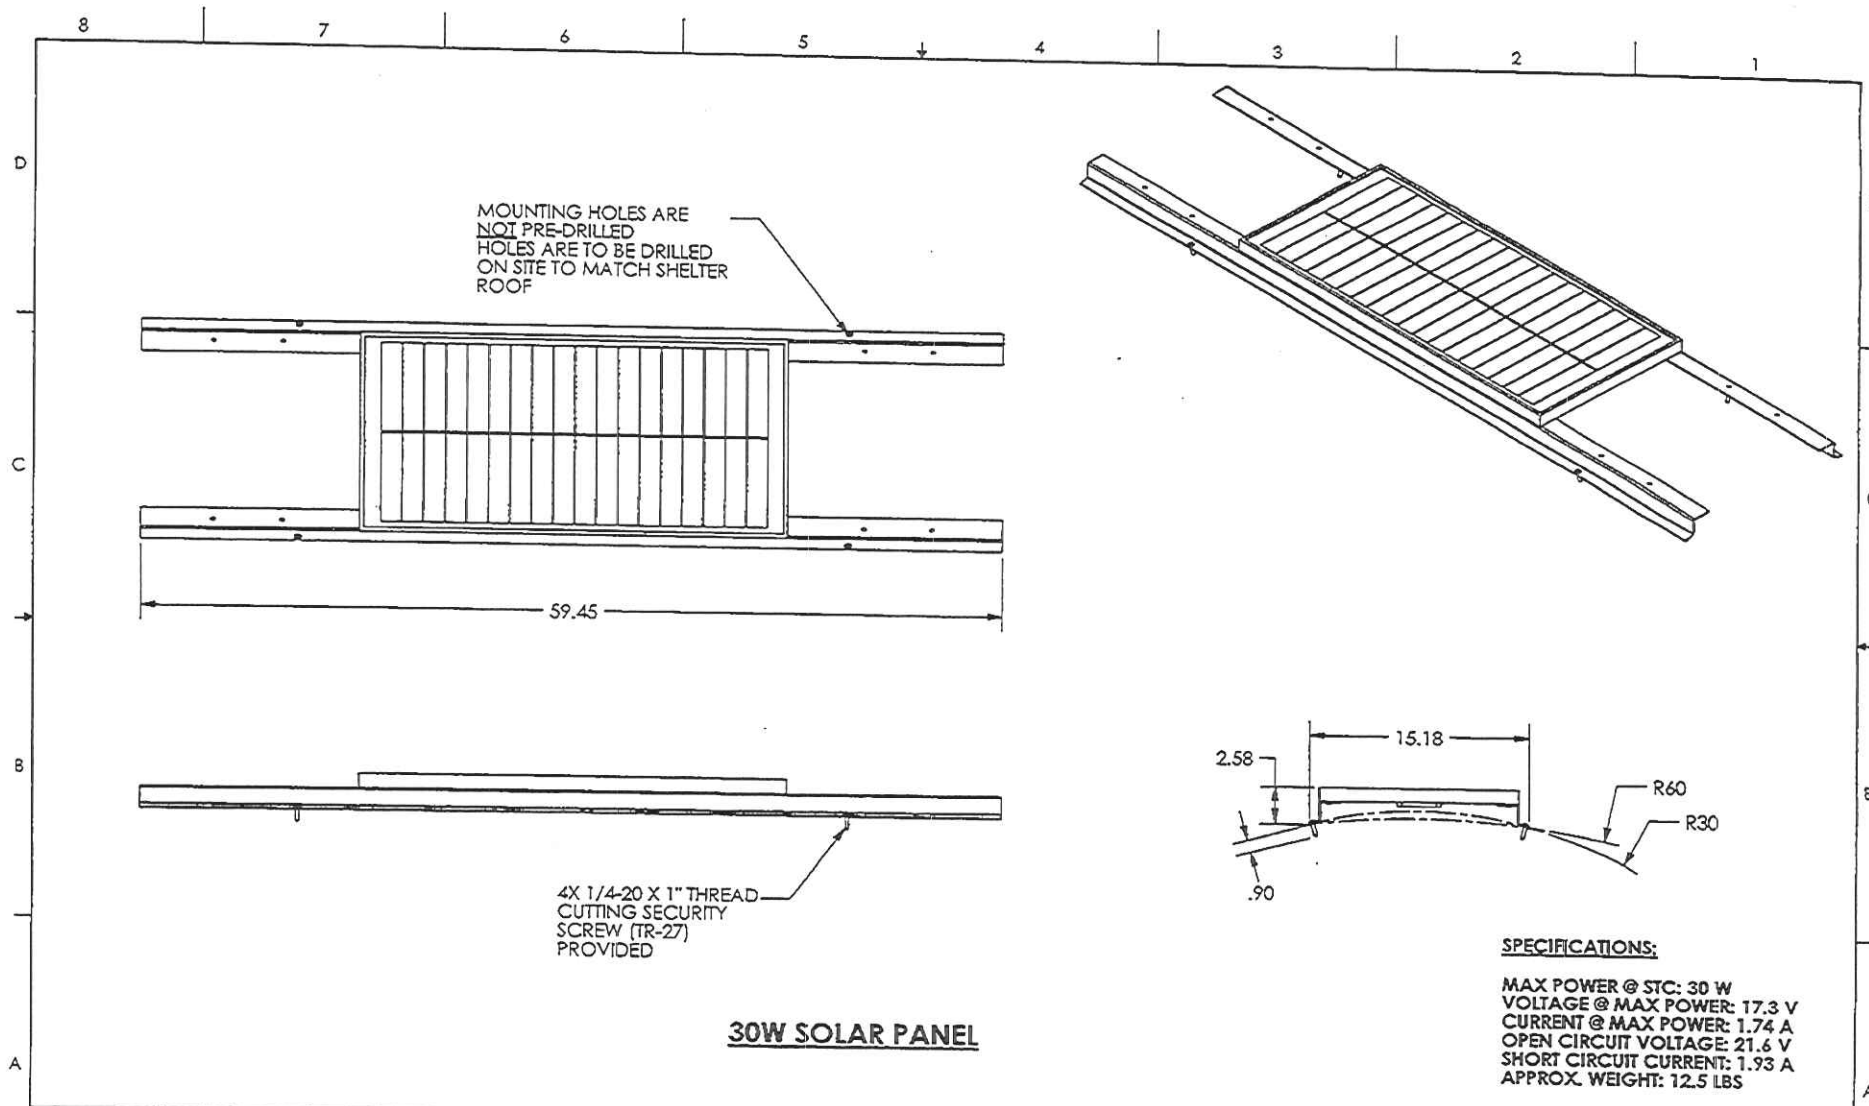 8 7 6 5 4 3 2 1
D
MOUNTING HOLES ARE
NOT PRE-DRILLED
HOLES ARE TO BE DRILLED
ON SITE TO MATCH SHELTER
ROOF
C
59.45
B
15.18
2.58
R60
R30
.90
4X 1/4-20 X 1" THREAD
CUTTING SECURITY
SCREW (TR-27)
PROVIDED
SPECIFICATIONS:
MAX POWER @ STC: 30 W
VOLTAGE @ MAX POWER: 17.3 V
CURRENT @ MAX POWER: 1.74 A
OPEN CIRCUIT VOLTAGE: 21.6 V
SHORT CIRCUIT CURRENT: 1.93 A
APPROX. WEIGHT: 12.5 LBS
30W SOLAR PANEL
A